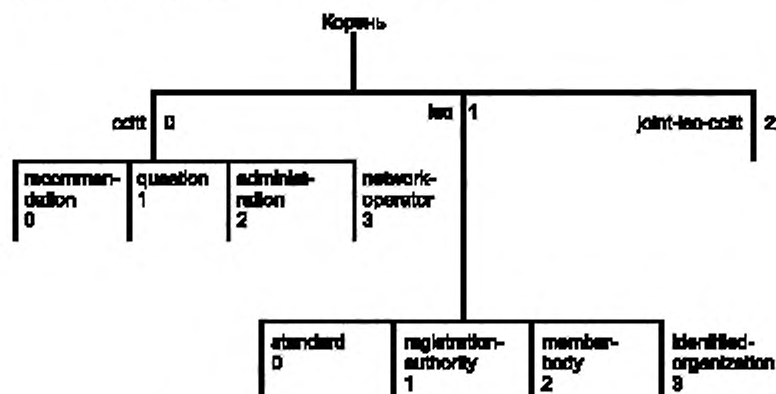 Корень
ccitt 0
iso 1
joint-iso-ccitt 2
recommen-
dation
0
question
1
administ-
ration
2
network-
operator
3
standard
0
registration-
authority
1
member-
body
2
identified-
organization
3